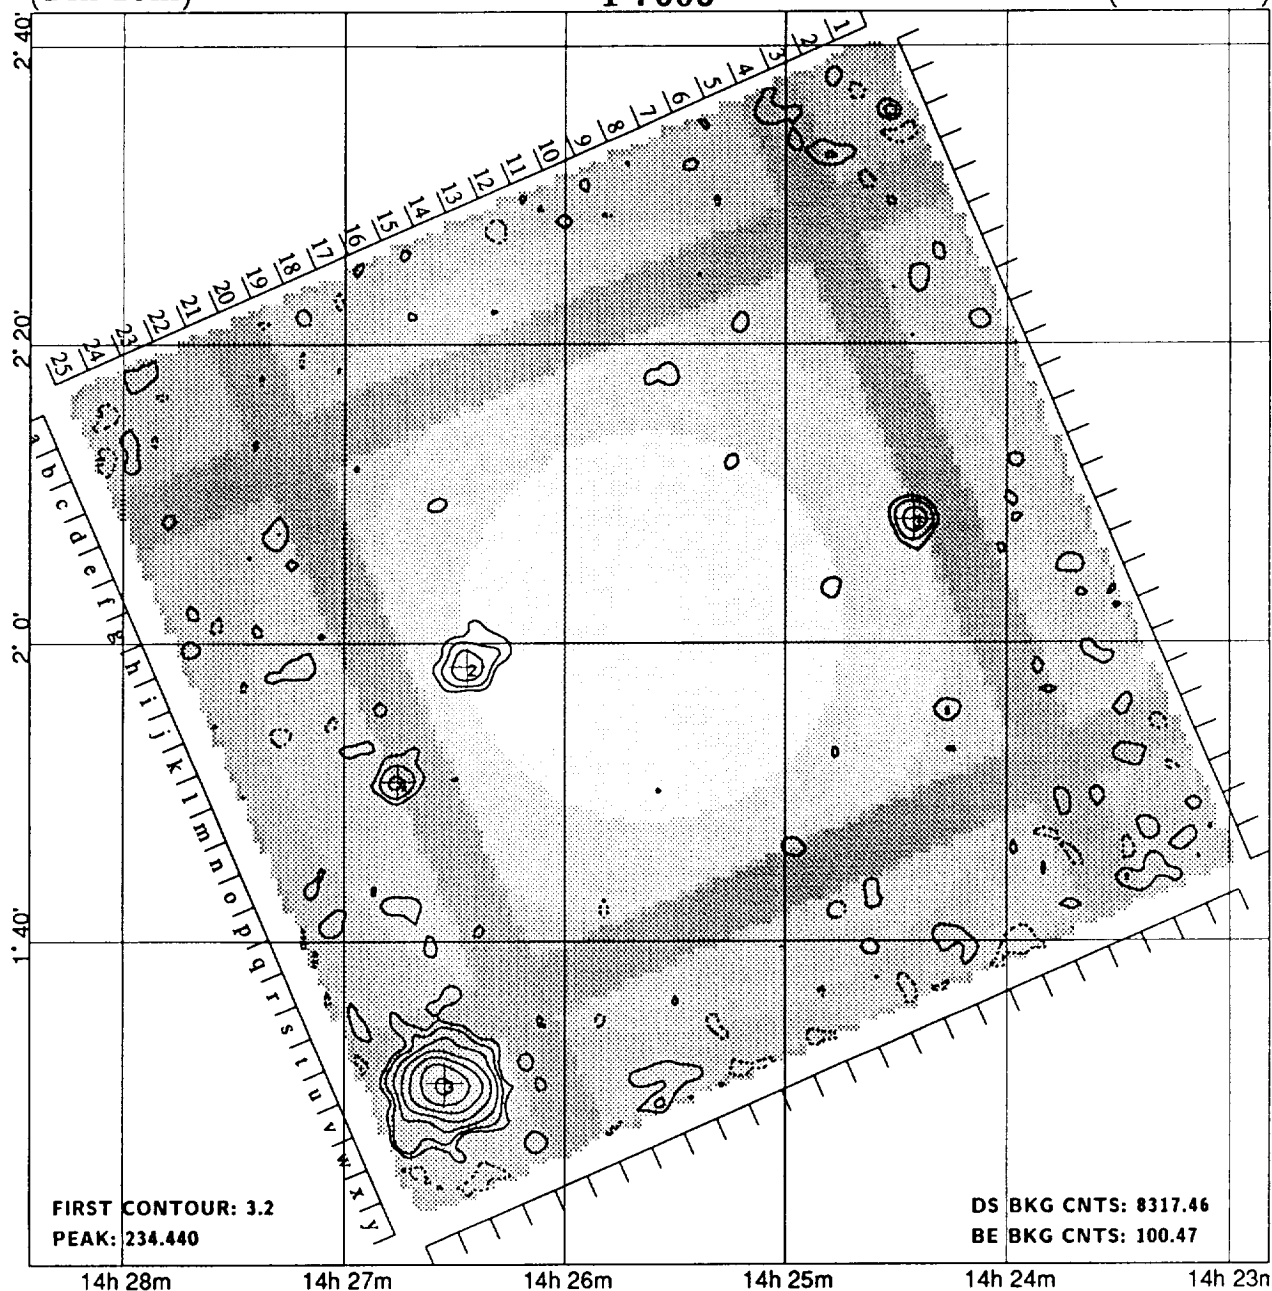 2° 40'
2° 20'
2° 0'
1° 40'
1 2 3 4 5 6 7 8 9 10 11 12 13 14 15 16 17 18 19 20 21 22 23 24 25
a b c d e f g h i j k l m n o p q r s t u v w x y
2
3
FIRST CONTOUR: 3.2
PEAK: 234.440
DS BKG CNTS: 8317.46
BE BKG CNTS: 100.47
14h 28m 14h 27m 14h 26m 14h 25m 14h 24m 14h 23m